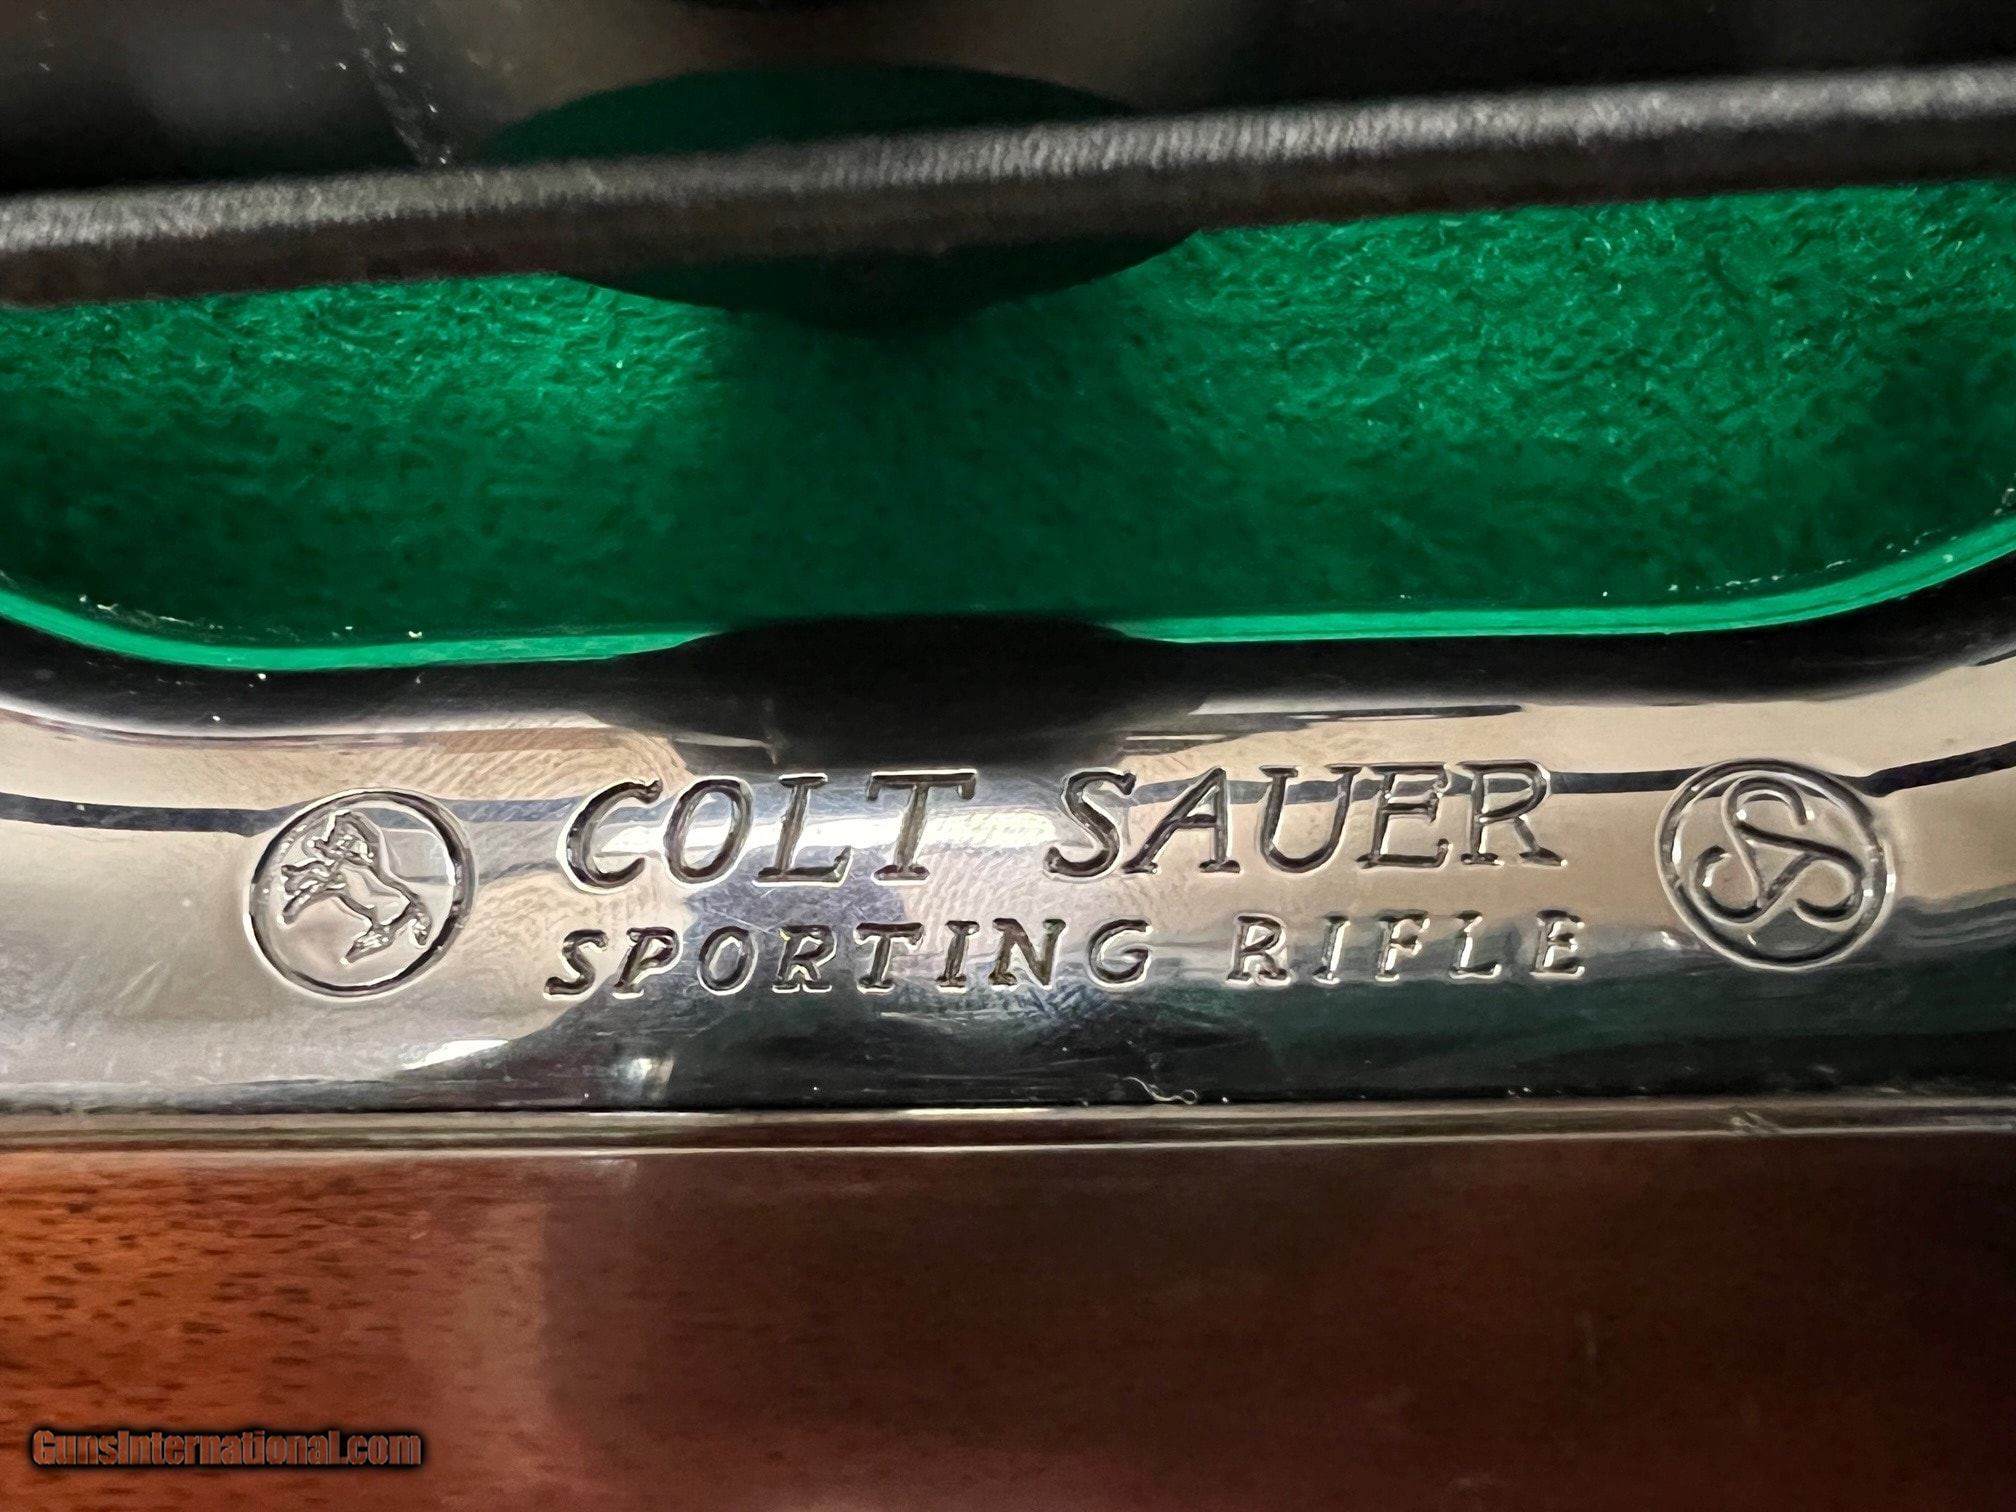 COLT SAUER
SPORTING RIFLE
GunsInternational.com